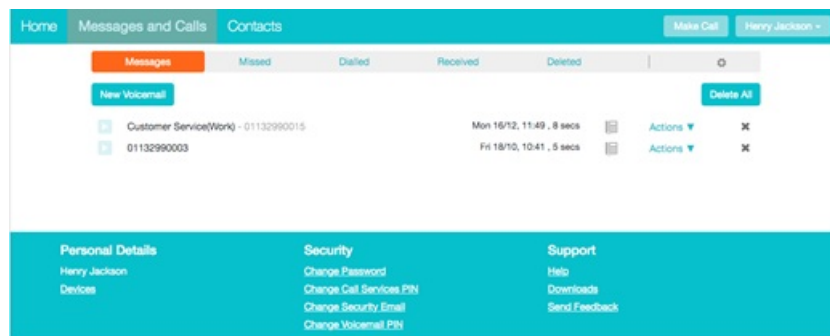 Home Messages and Calls Contacts Make Call Henry Jackson
Messages Missed Dialled Received Deleted
New Voicemail Delete All
Customer Service(Work) - 01132990015 Mon 16/12, 11:49 , 8 secs Actions ▼
01132990003 Fri 18/10, 10:41 , 5 secs Actions ▼
Personal Details Security Support
Henry Jackson Change Password Help
Devices Change Call Services PIN Downloads
Change Security Email Send Feedback
Change Voicemail PIN